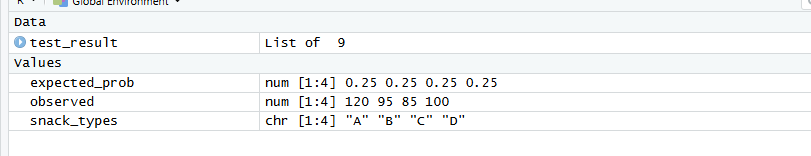 Global Environment
Data
test_result List of 9
Values
expected_prob num [1:4] 0.25 0.25 0.25 0.25
observed num [1:4] 120 95 85 100
snack_types chr [1:4] "A" "B" "C" "D"